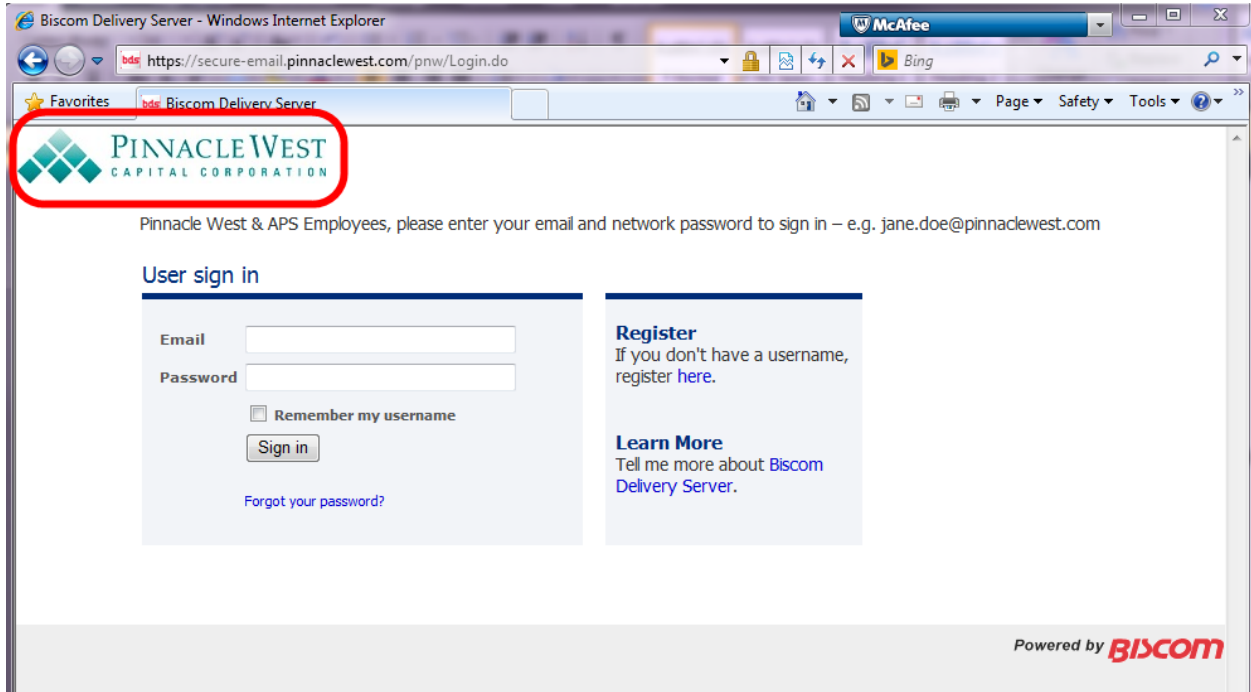 Biscom Delivery Server - Windows Internet Explorer
McAfee
bds https://secure-email.pinnaclewest.com/pnw/Login.do
Bing
Favorites
bds Biscom Delivery Server
Page
Safety
Tools
PINNACLE WEST
CAPITAL CORPORATION
Pinnacle West & APS Employees, please enter your email and network password to sign in – e.g. jane.doe@pinnaclewest.com
User sign in
Email
Password
Remember my username
Sign in
Forgot your password?
Register
If you don't have a username,
register here.
Learn More
Tell me more about Biscom
Delivery Server.
Powered by BISCOM